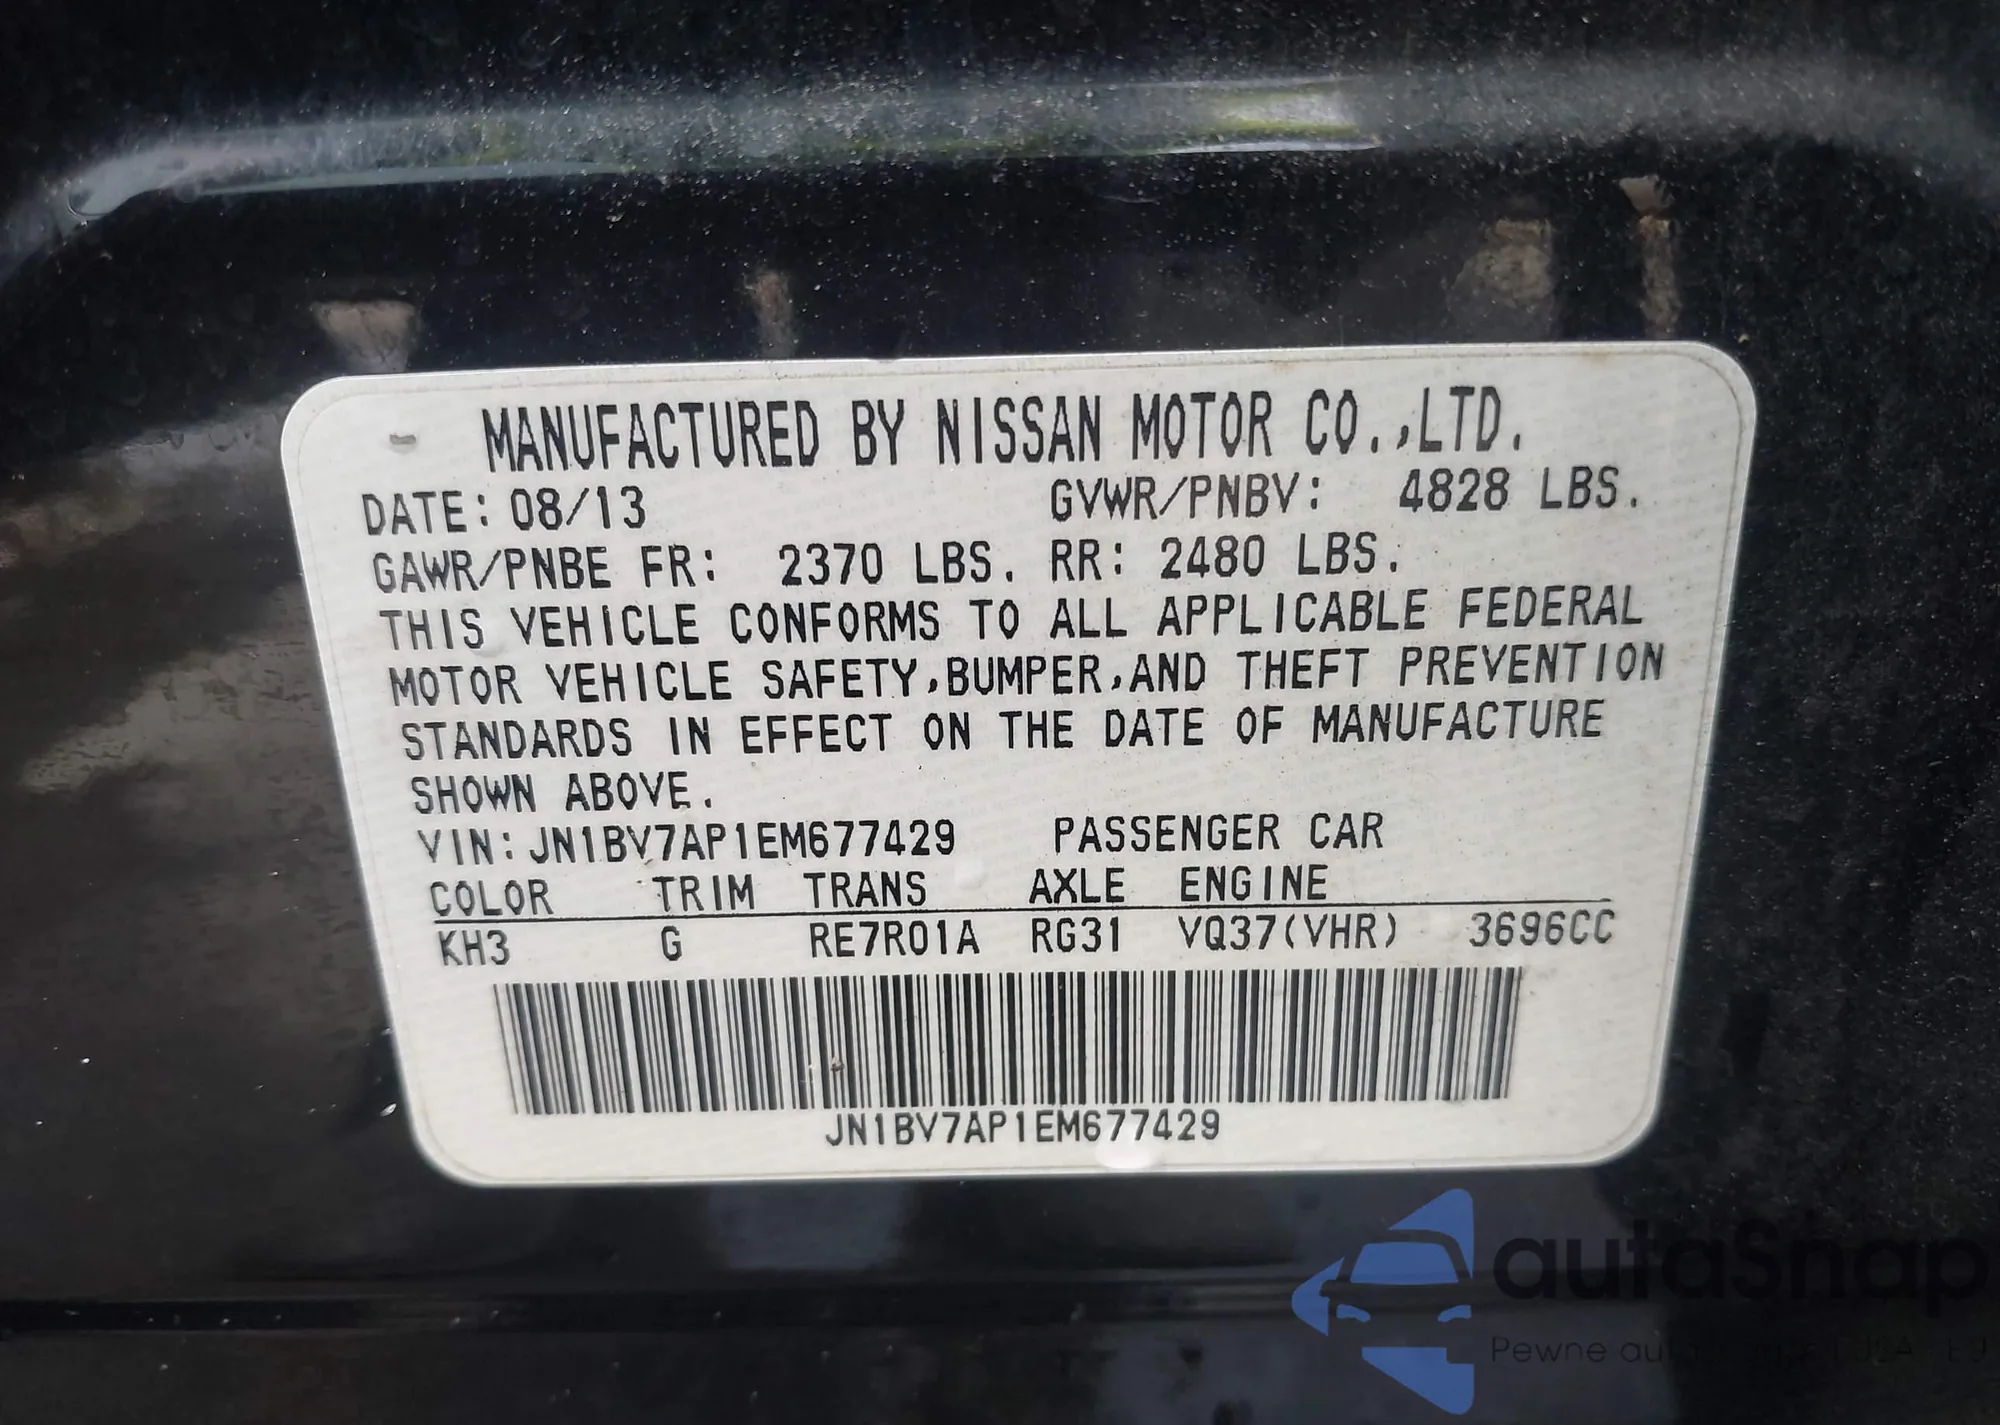 MANUFACTURED BY NISSAN MOTOR CO.,LTD.
DATE: 08/13 GVWR/PNBV: 4828 LBS.
GAWR/PNBE FR: 2370 LBS. RR: 2480 LBS.
THIS VEHICLE CONFORMS TO ALL APPLICABLE FEDERAL
MOTOR VEHICLE SAFETY,BUMPER,AND THEFT PREVENTION
STANDARDS IN EFFECT ON THE DATE OF MANUFACTURE
SHOWN ABOVE.
VIN: JN1BV7AP1EM677429 PASSENGER CAR
COLOR TRIM TRANS AXLE ENGINE
KH3 G RE7R01A RG31 VQ37(VHR) 3696CC
JN1BV7AP1EM677429
autaSnap
Pewne